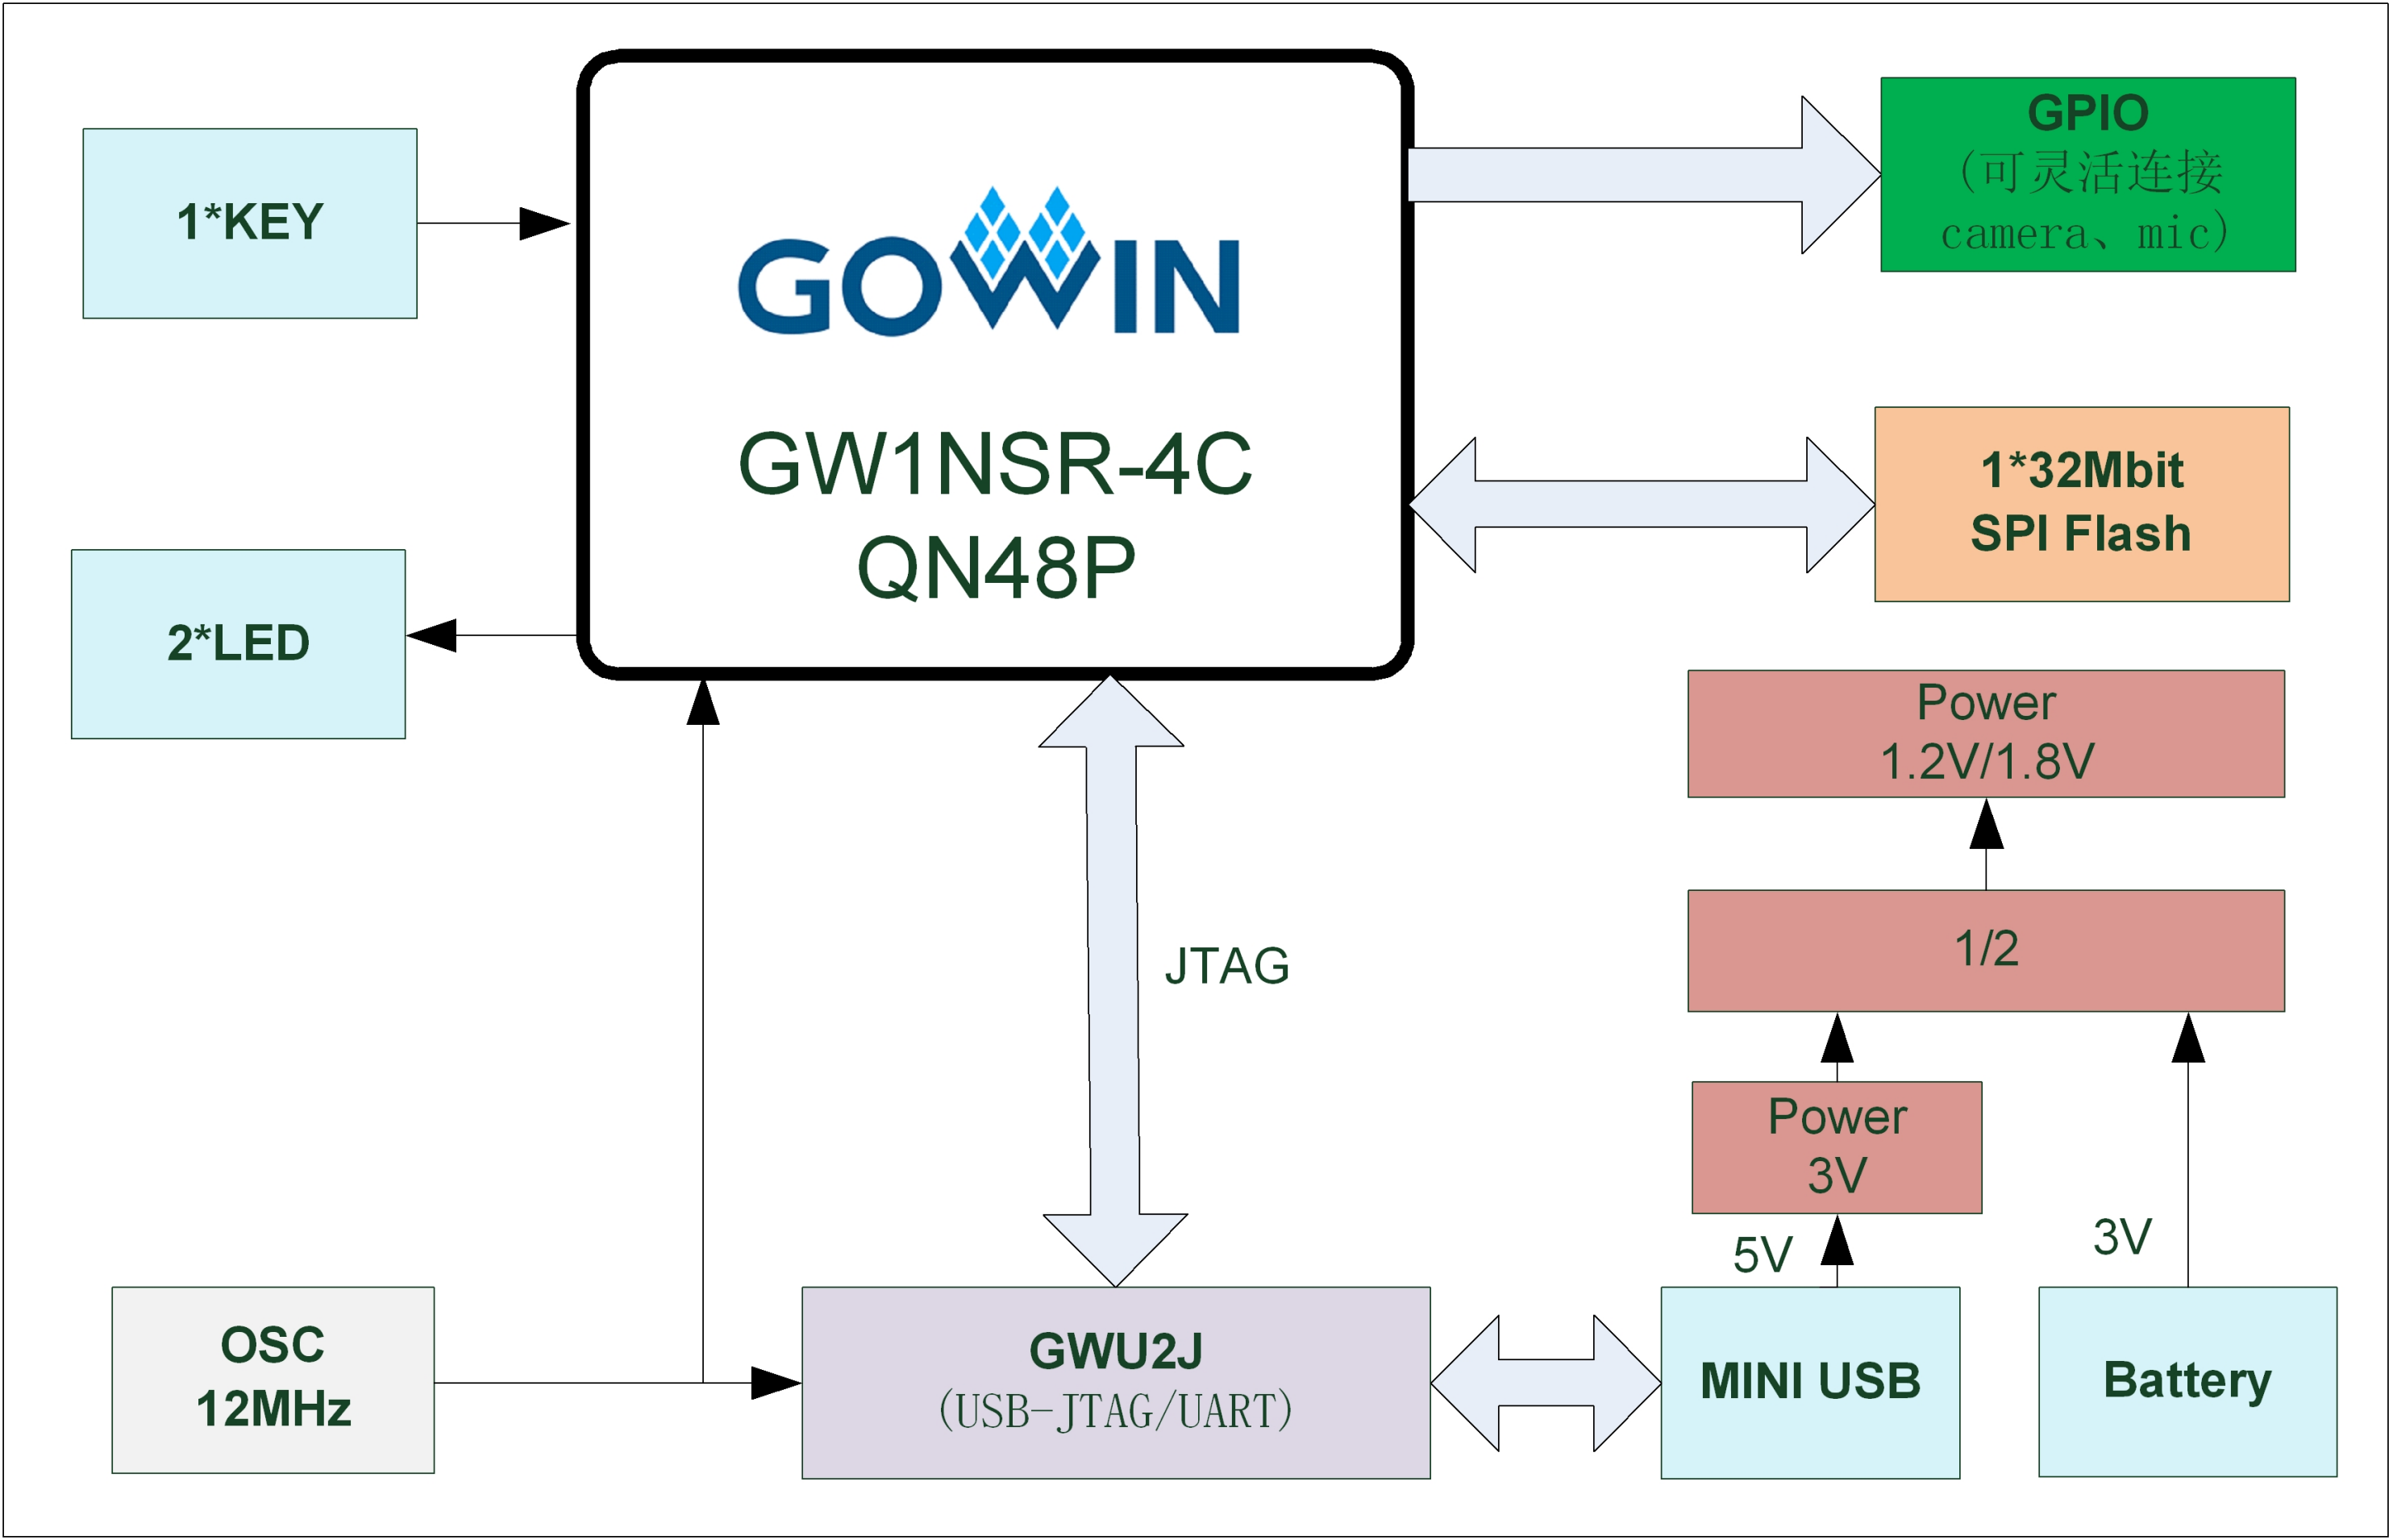 1*KEY
GOWIN
GW1NSR-4C
QN48P
GPIO
(可灵活连接
camera、mic)
1*32Mbit
SPI Flash
2*LED
Power
1.2V/1.8V
1/2
JTAG
Power
3V
5V
3V
OSC
12MHz
GWU2J
(USB-JTAG/UART)
MINI USB
Battery